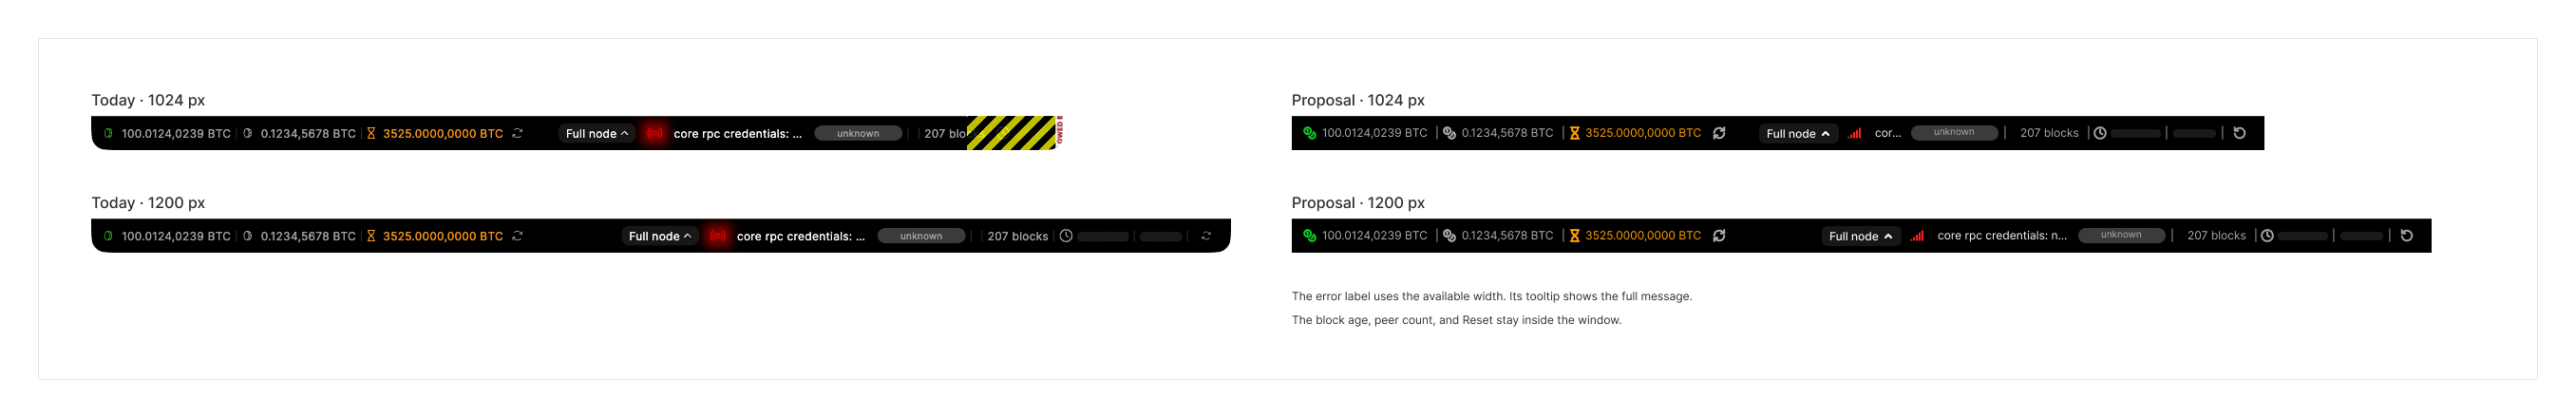 Today · 1024 px
100.0124,0239 BTC 0.1234,5678 BTC 3525.0000,0000 BTC Full node core rpc credentials: ... unknown 207 blo
Today · 1200 px
100.0124,0239 BTC 0.1234,5678 BTC 3525.0000,0000 BTC Full node core rpc credentials: ... unknown 207 blocks
Proposal · 1024 px
100.0124,0239 BTC 0.1234,5678 BTC 3525.0000,0000 BTC Full node cor... unknown 207 blocks
Proposal · 1200 px
100.0124,0239 BTC 0.1234,5678 BTC 3525.0000,0000 BTC Full node core rpc credentials: n... unknown 207 blocks
The error label uses the available width. Its tooltip shows the full message.
The block age, peer count, and Reset stay inside the window.